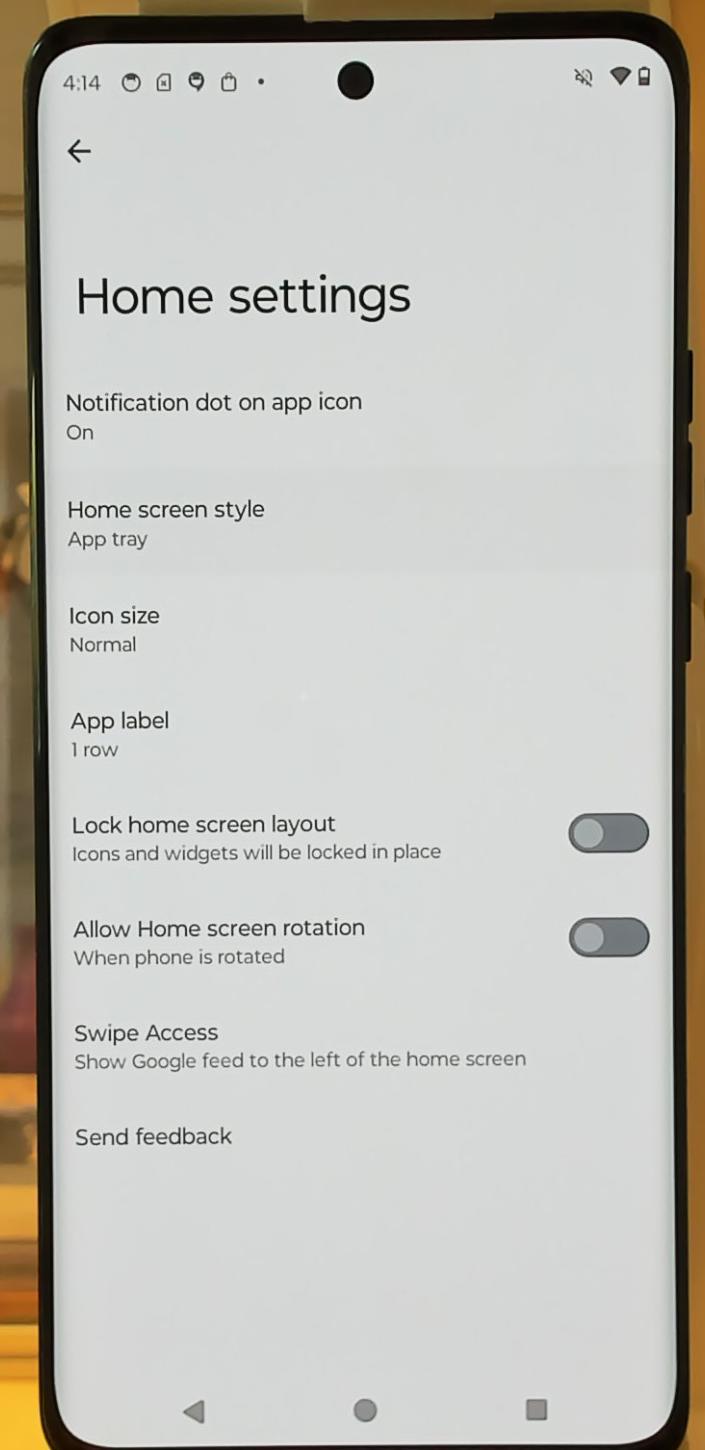 4:14
Home settings
Notification dot on app icon
On
Home screen style
App tray
Icon size
Normal
App label
1 row
Lock home screen layout
Icons and widgets will be locked in place
Allow Home screen rotation
When phone is rotated
Swipe Access
Show Google feed to the left of the home screen
Send feedback